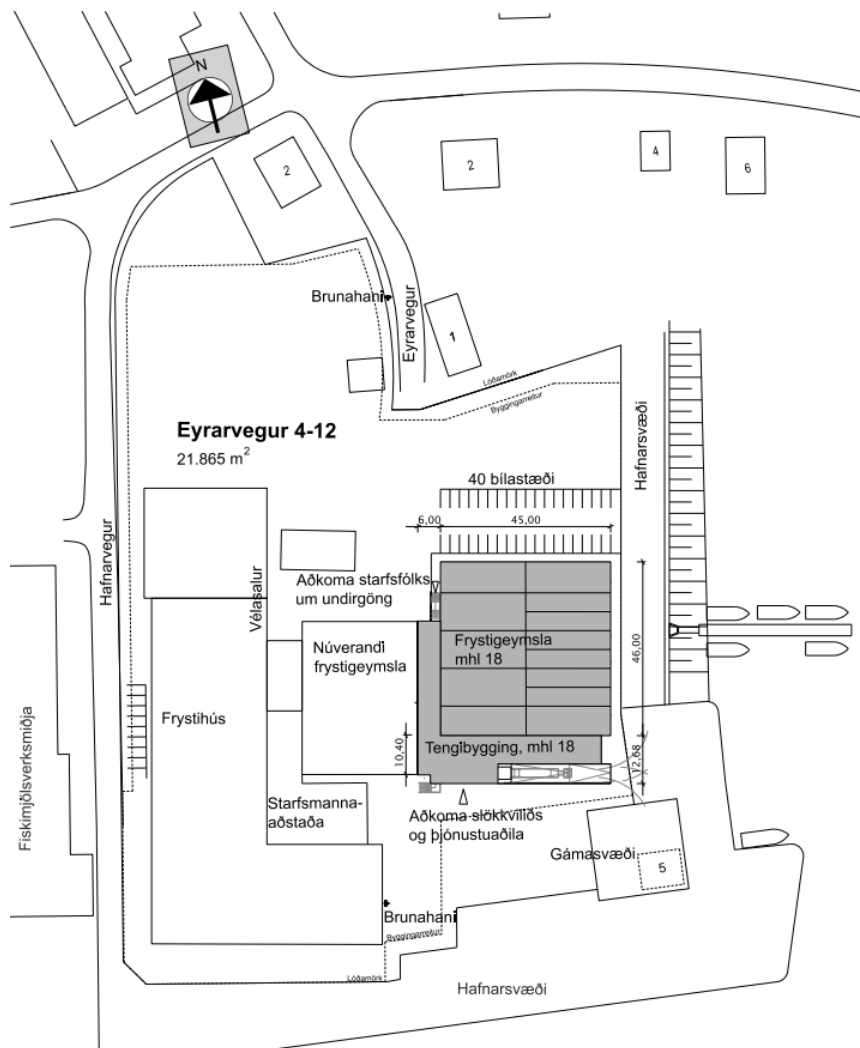 N
2
2
4
6
Brunahani
Eyrarvegur
1
Lóðamörk
Byggingarreitur
Hafnarsvæði
Eyrarvegur 4-12
21.865 m²
40 bílastæði
6,00
45,00
Hafnarvegur
Vélasalur
Aðkoma starfsfólks
um undirgöng
Núverandi
frystigeymsla
Frystigeymsla
mhl 18
46,00
Frystihús
Fiskimjölsverksmiðja
10,40
Tengibygging, mhl 18
12,68
Starfsmanna-
aðstaða
Aðkoma slökkviliðs
og þjónustuaðila
Gámasvæði
5
Brunahani
Byggingarreitur
Lóðamörk
Hafnarsvæði